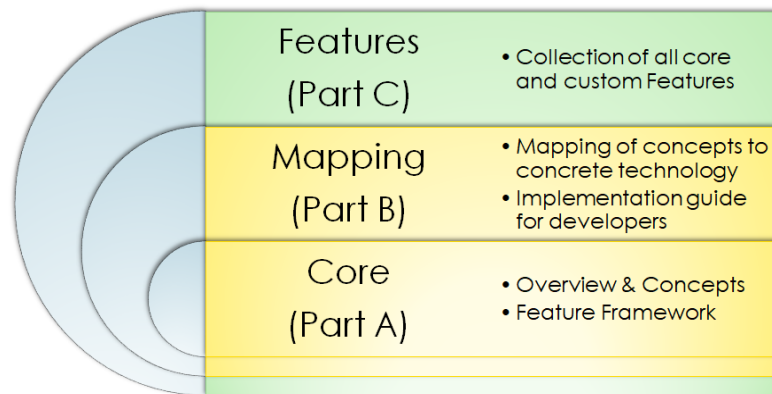 Features
(Part C)
• Collection of all core
and custom Features
Mapping
(Part B)
• Mapping of concepts to
concrete technology
• Implementation guide
for developers
Core
(Part A)
• Overview & Concepts
• Feature Framework